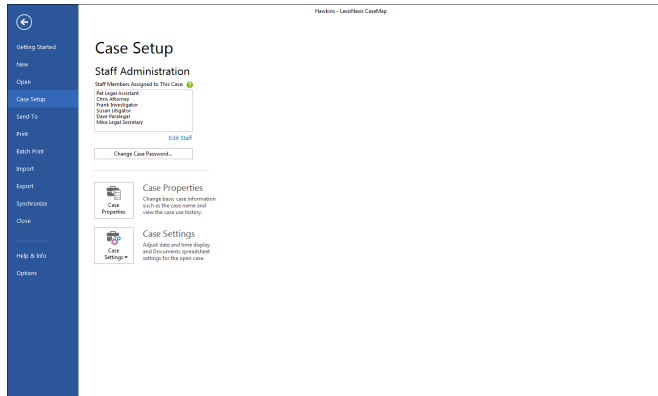 Hawkins - LexisNexis CaseMap
Getting Started
New
Open
Case Setup
Send To
Print
Batch Print
Import
Export
Synchronize
Close
Help & Info
Options
Case Setup
Staff Administration
Staff Members Assigned to This Case
Pat Legal Assistant
Chris Attorney
Frank Investigator
Susan Litigator
Dave Paralegal
Mike Legal Secretary
Edit Staff
Change Case Password...
Case
Properties
Case Properties
Change basic case information
such as the case name and
view the case use history.
Case
Settings
Case Settings
Adjust date and time display
and Documents spreadsheet
settings for the open case.